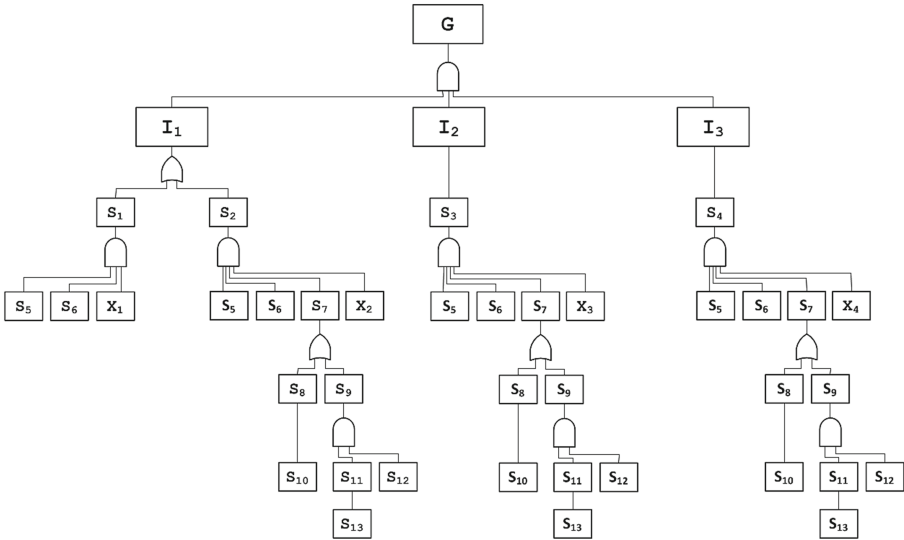 G
I₁ I₂ I₃
S₁ S₂ S₃ S₄
S₅ S₆ X₁ S₅ S₆ S₇ X₂ S₅ S₆ S₇ X₃ S₅ S₆ S₇ X₄
S₈ S₉ S₈ S₉ S₈ S₉
S₁₀ S₁₁ S₁₂ S₁₀ S₁₁ S₁₂ S₁₀ S₁₁ S₁₂
S₁₃ S₁₃ S₁₃